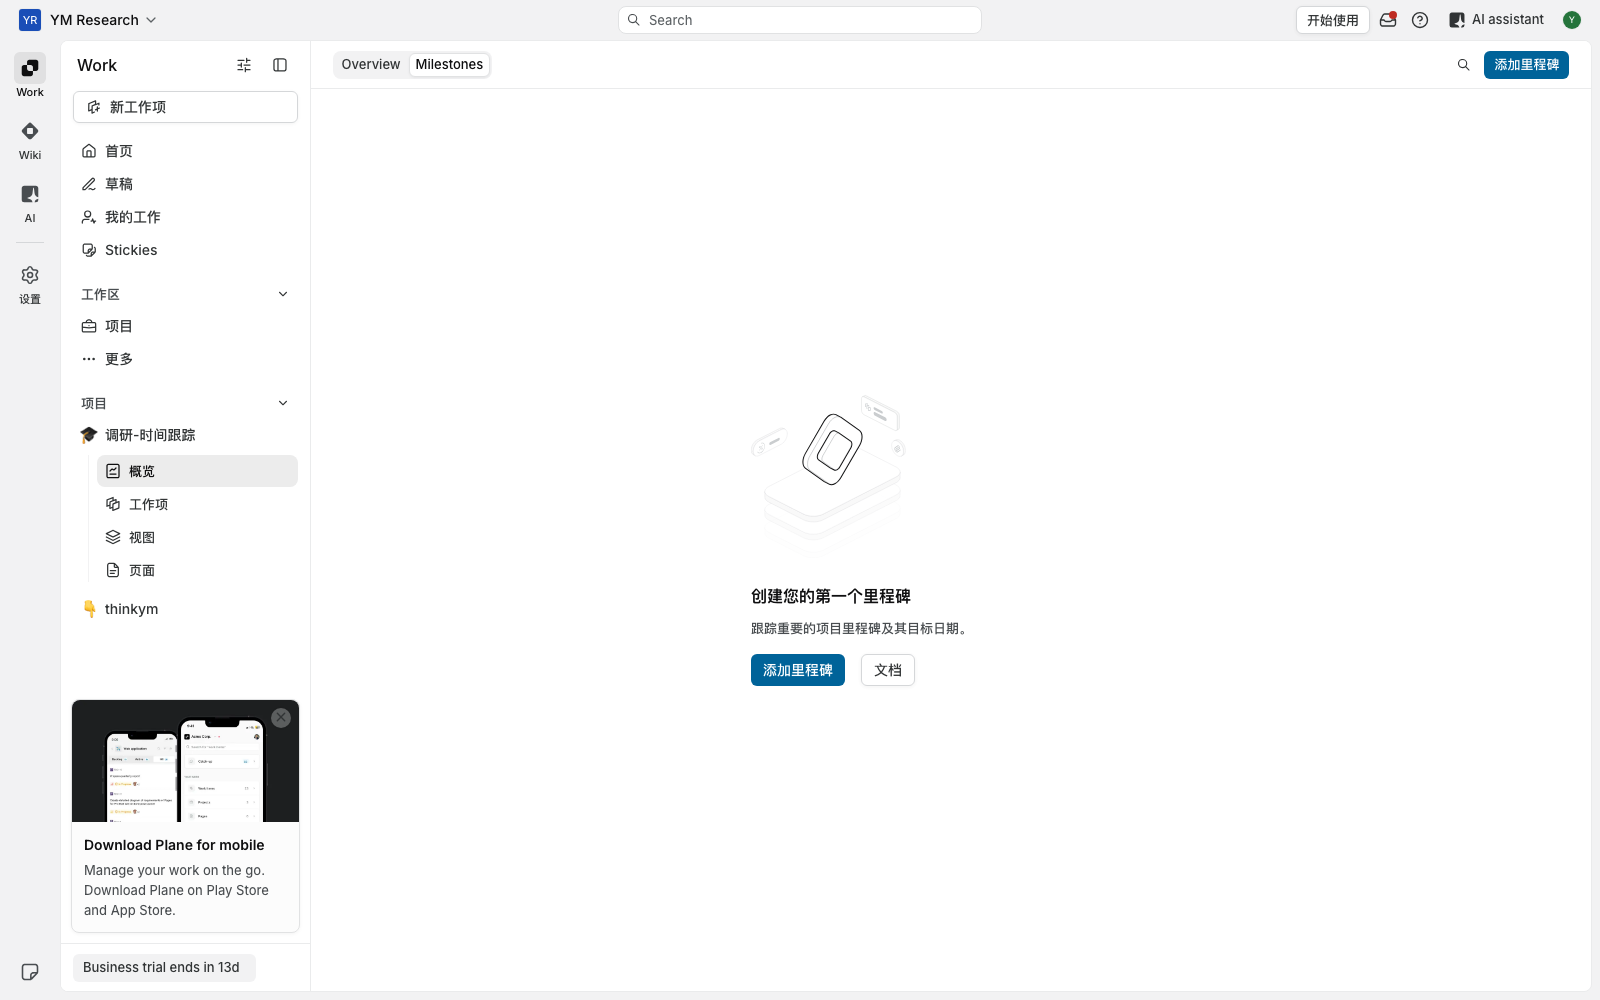 YR YM Research
Search
开始使用
AI assistant
Y
Work
Wiki
AI
设置
Work
新工作项
首页
草稿
我的工作
Stickies
工作区
项目
更多
项目
调研-时间跟踪
概览
工作项
视图
页面
thinkym
Download Plane for mobile
Manage your work on the go.
Download Plane on Play Store
and App Store.
Business trial ends in 13d
Overview
Milestones
添加里程碑
创建您的第一个里程碑
跟踪重要的项目里程碑及其目标日期。
添加里程碑
文档